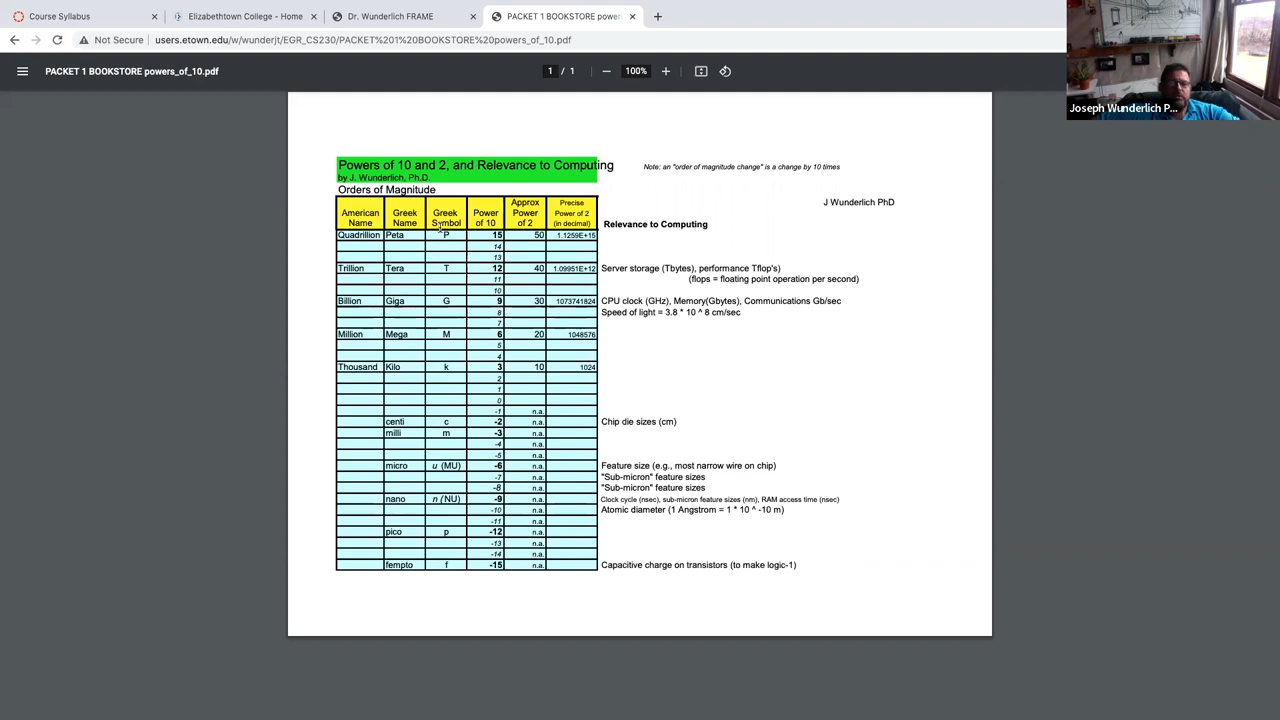 Course Syllabus
Elizabethtown College - Home
Dr. Wunderlich FRAME
PACKET 1 BOOKSTORE power
Not Secure
users.etown.edu/w/wunderjt/EGR_CS230/PACKET%201%20BOOKSTORE%20powers_of_10.pdf
PACKET 1 BOOKSTORE powers_of_10.pdf
1 / 1
100%
Joseph Wunderlich P...
Powers of 10 and 2, and Relevance to Computing
Note: an "order of magnitude change" is a change by 10 times
by J. Wunderlich, Ph.D.
Orders of Magnitude
J Wunderlich PhD
American Name Greek Name Greek Symbol Power of 10 Approx Power of 2 Precise Power of 2 (in decimal) Relevance to Computing
Quadrillion Peta P 15 50 1.1259E+15
14
13
Trillion Tera T 12 40 1.09951E+12 Server storage (Tbytes), performance Tflop's)
11 (flops = floating point operation per second)
10
Billion Giga G 9 30 1073741824 CPU clock (GHz), Memory(Gbytes), Communications Gb/sec
8 Speed of light = 3.8 * 10 ^ 8 cm/sec
7
Million Mega M 6 20 1048576
5
4
Thousand Kilo k 3 10 1024
2
1
0
-1 n.a.
centi c -2 n.a. Chip die sizes (cm)
milli m -3 n.a.
-4 n.a.
-5 n.a.
micro u (MU) -6 n.a. Feature size (e.g., most narrow wire on chip)
-7 n.a. "Sub-micron" feature sizes
-8 n.a. "Sub-micron" feature sizes
nano n (NU) -9 n.a. Clock cycle (nsec), sub-micron feature sizes (nm), RAM access time (nsec)
-10 n.a. Atomic diameter (1 Angstrom = 1 * 10 ^ -10 m)
-11 n.a.
pico p -12 n.a.
-13 n.a.
-14 n.a.
fempto f -15 n.a. Capacitive charge on transistors (to make logic-1)